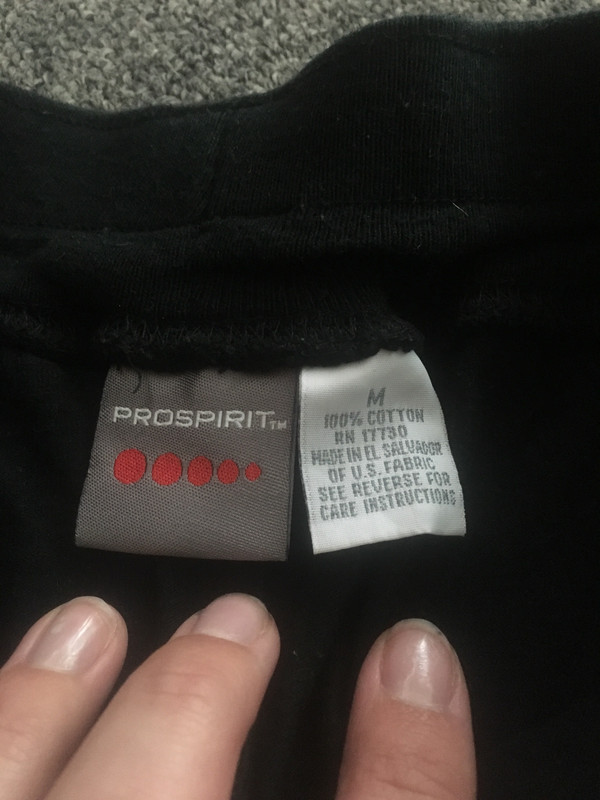 PROSPIRIT™
M
100% COTTON
RN 17730
MADE IN EL SALVADOR
OF U.S. FABRIC
SEE REVERSE FOR
CARE INSTRUCTIONS